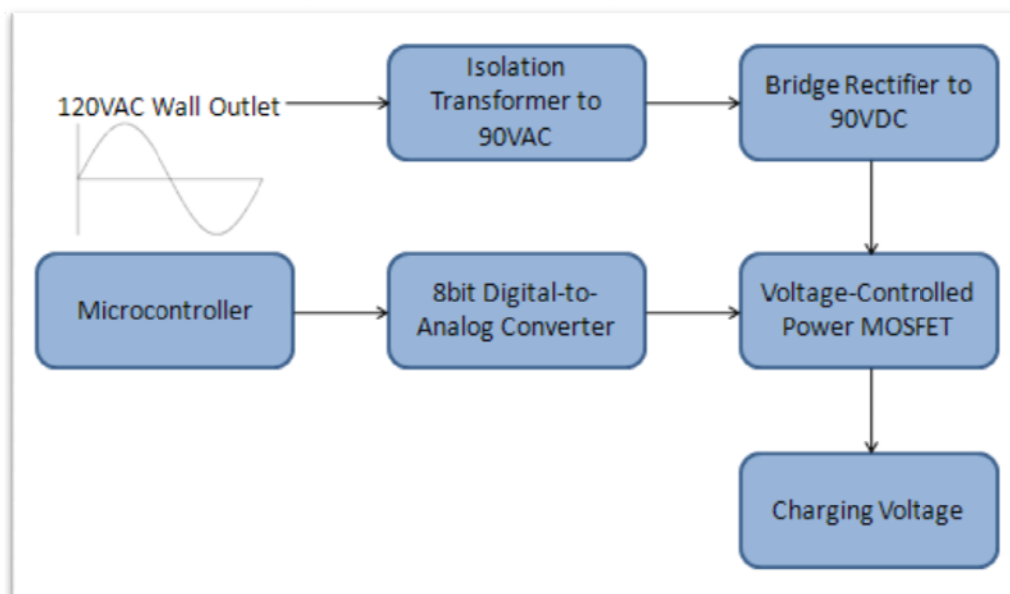 120VAC Wall Outlet
Isolation
Transformer to
90VAC
Bridge Rectifier to
90VDC
Microcontroller
8bit Digital-to-
Analog Converter
Voltage-Controlled
Power MOSFET
Charging Voltage